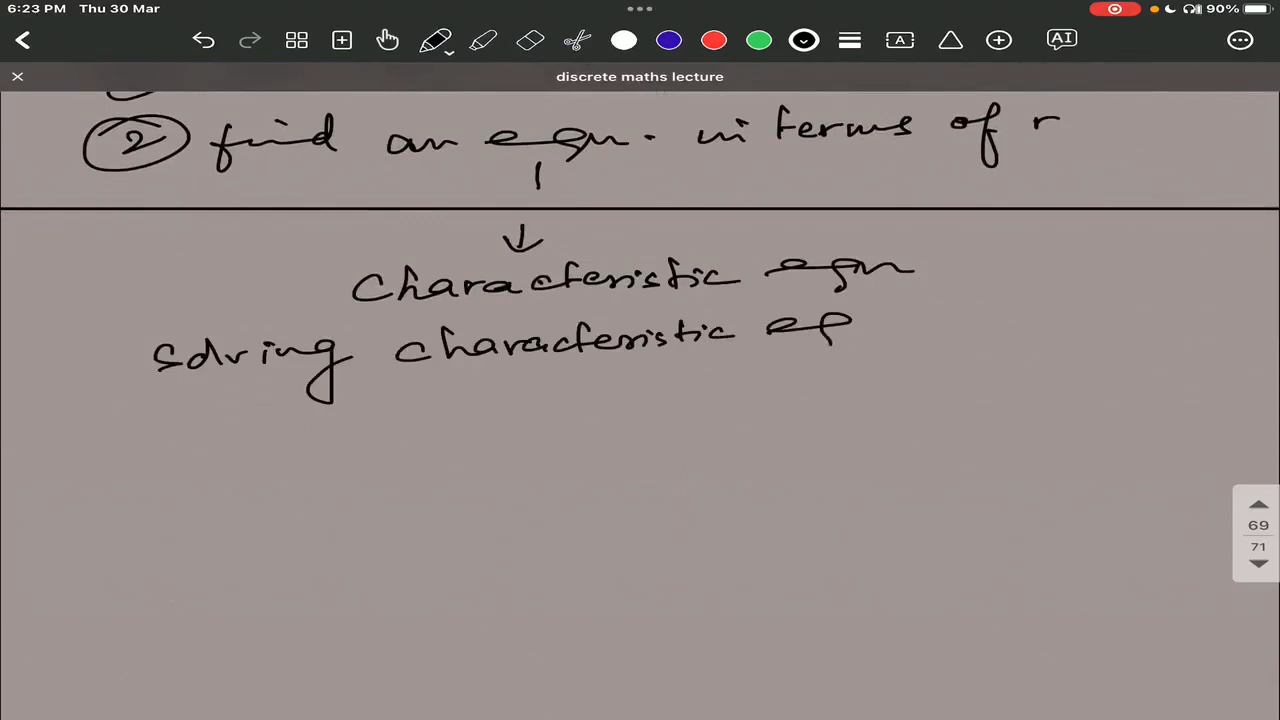 6:23 PM Thu 30 Mar
90%
A
AI
discrete maths lecture
2 find an eqn. in terms of r
characteristic eqn
solving characteristic eq
69
71